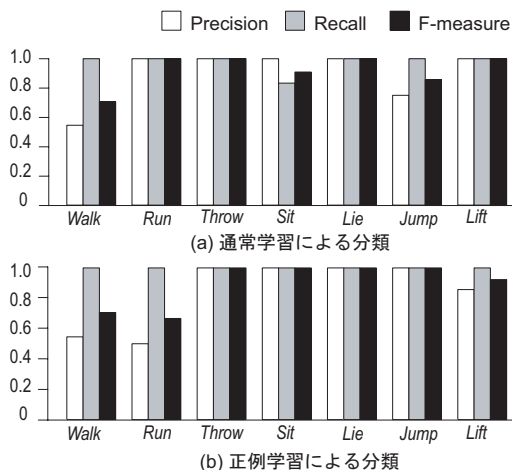 Precision Recall F-measure
1.0
0.8
0.6
0.4
0.2
0
Walk Run Throw Sit Lie Jump Lift
(a) 通常学習による分類
1.0
0.8
0.6
0.4
0.2
0
Walk Run Throw Sit Lie Jump Lift
(b) 正例学習による分類